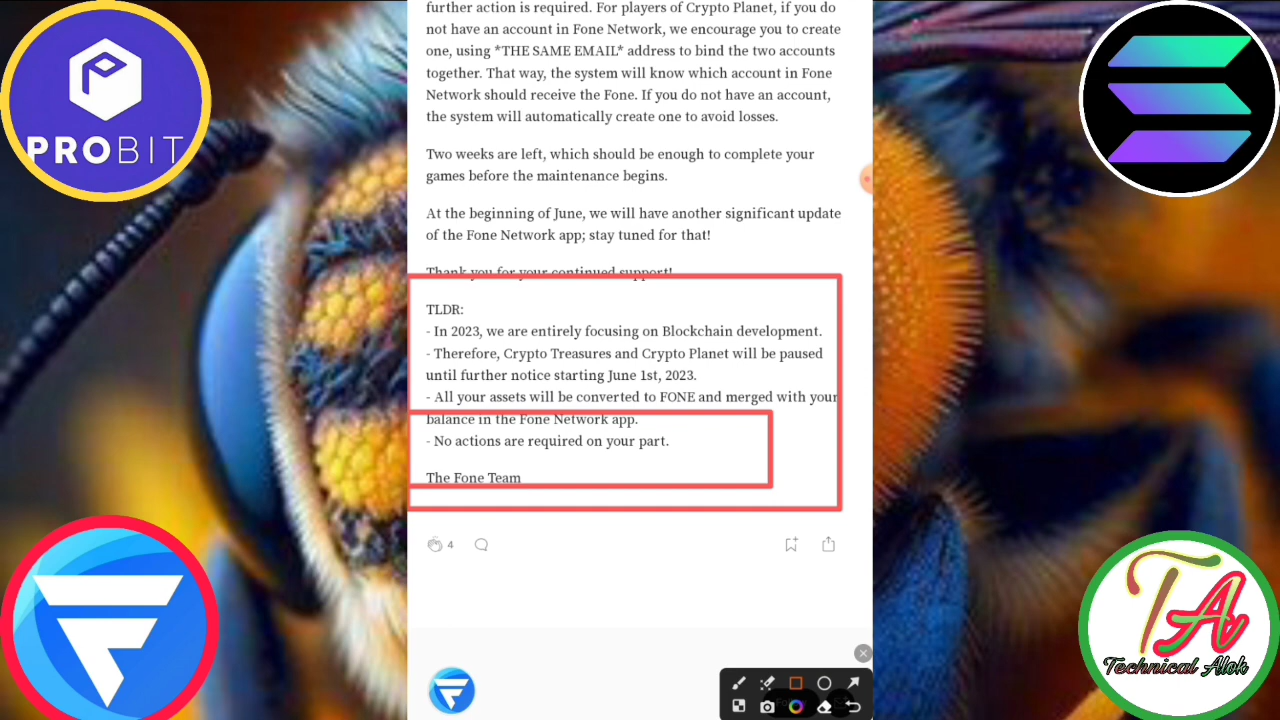 further action is required. For players of Crypto Planet, if you do
not have an account in Fone Network, we encourage you to create
one, using *THE SAME EMAIL* address to bind the two accounts
together. That way, the system will know which account in Fone
Network should receive the Fone. If you do not have an account,
the system will automatically create one to avoid losses.
Two weeks are left, which should be enough to complete your
games before the maintenance begins.
At the beginning of June, we will have another significant update
of the Fone Network app; stay tuned for that!
Thank you for your continued support!
TLDR:
- In 2023, we are entirely focusing on Blockchain development.
- Therefore, Crypto Treasures and Crypto Planet will be paused
until further notice starting June 1st, 2023.
- All your assets will be converted to FONE and merged with your
balance in the Fone Network app.
- No actions are required on your part.
The Fone Team
4
PROBIT
TA
Technical Alok